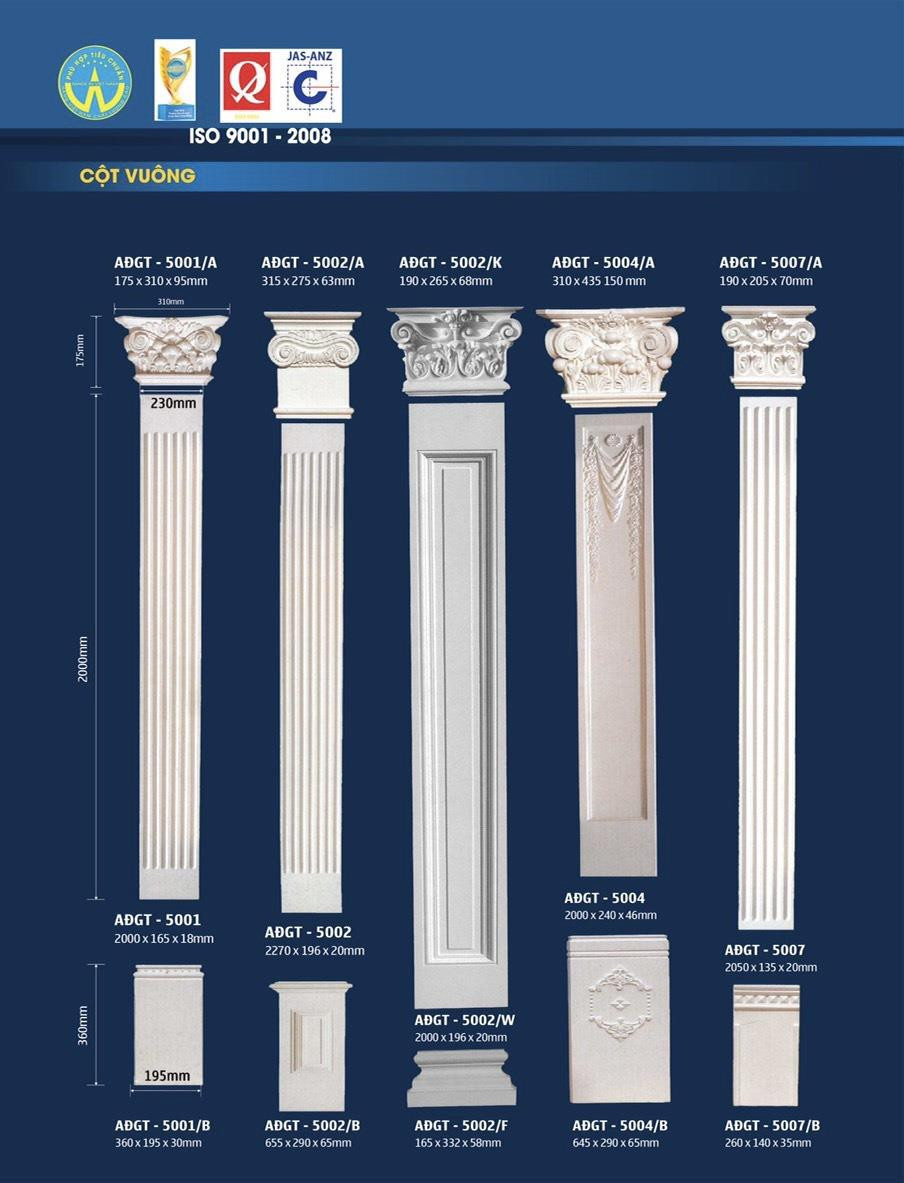 PHÙ HỢP TIÊU CHUẨN
JAS-ANZ
Q
C
ISO 9001
ISO 9001 - 2008
CỘT VUÔNG
AĐGT - 5001/A
175 x 310 x 95mm
AĐGT - 5002/A
315 x 275 x 63mm
AĐGT - 5002/K
190 x 265 x 68mm
AĐGT - 5004/A
310 x 435 150 mm
AĐGT - 5007/A
190 x 205 x 70mm
310mm
175mm
230mm
2000mm
AĐGT - 5001
2000 x 165 x 18mm
AĐGT - 5002
2270 x 196 x 20mm
AĐGT - 5004
2000 x 240 x 46mm
AĐGT - 5007
2050 x 135 x 20mm
AĐGT - 5002/W
2000 x 196 x 20mm
360mm
195mm
AĐGT - 5001/B
360 x 195 x 30mm
AĐGT - 5002/B
655 x 290 x 65mm
AĐGT - 5002/F
165 x 332 x 58mm
AĐGT - 5004/B
645 x 290 x 65mm
AĐGT - 5007/B
260 x 140 x 35mm